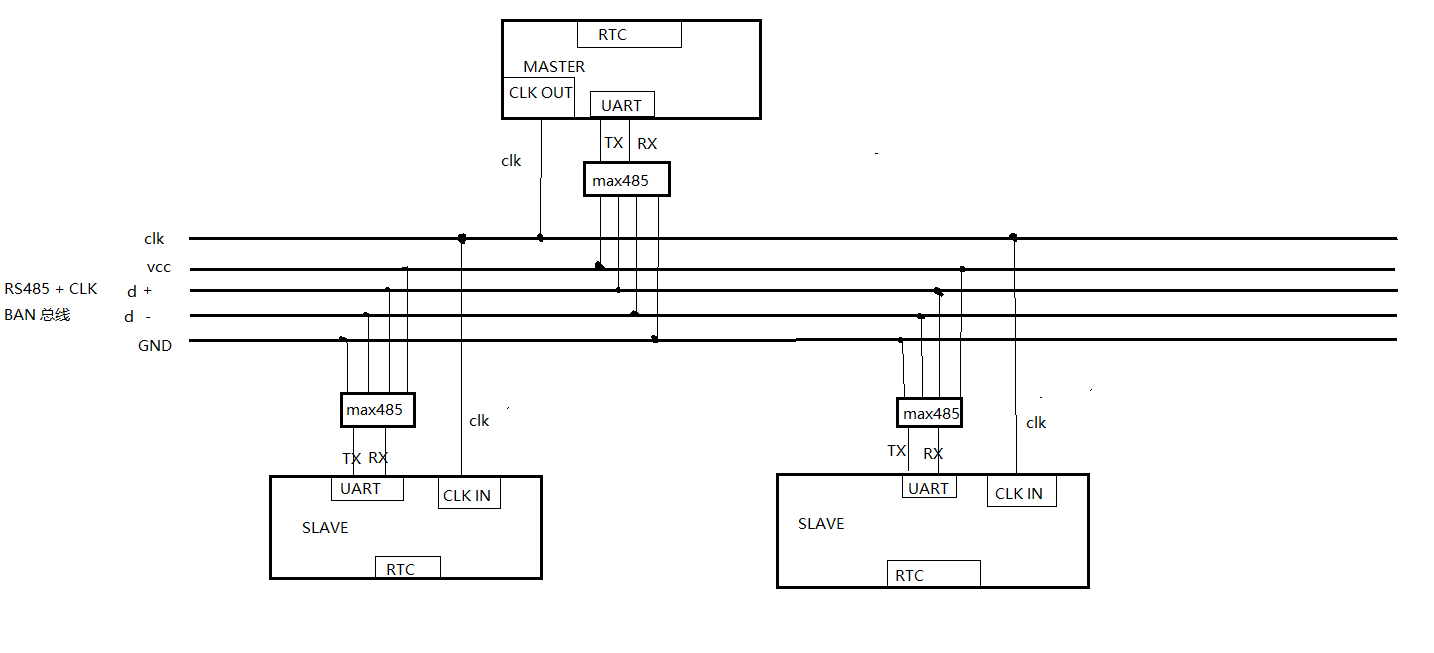 RTC
MASTER
CLK OUT
UART
TX RX
clk
max485
clk
vcc
RS485 + CLK
d +
BAN 总线
d -
GND
max485
clk
TX RX
UART
CLK IN
SLAVE
RTC
max485
clk
TX RX
UART
CLK IN
SLAVE
RTC